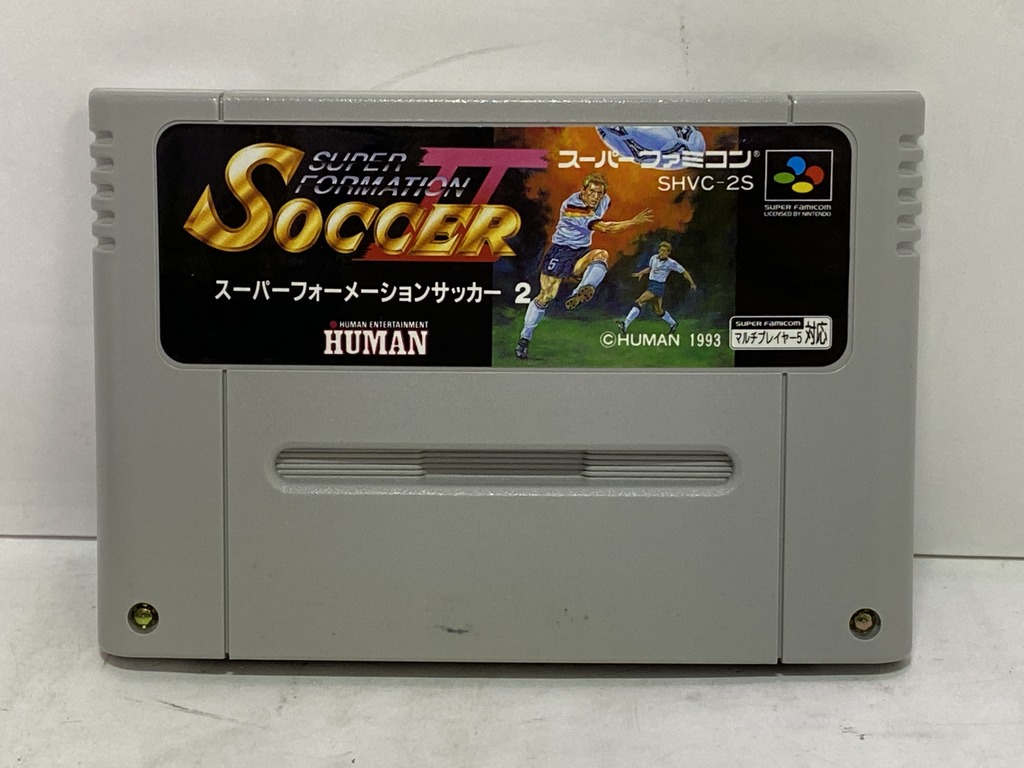 SUPER
FORMATION
SOCCER II
スーパーフォーメーションサッカー 2
HUMAN ENTERTAINMENT
HUMAN
スーパーファミコン®
SHVC-2S
SUPER FAMICOM
LICENSED BY NINTENDO
5
©HUMAN 1993
SUPER FAMICOM
マルチプレイヤー5 対応